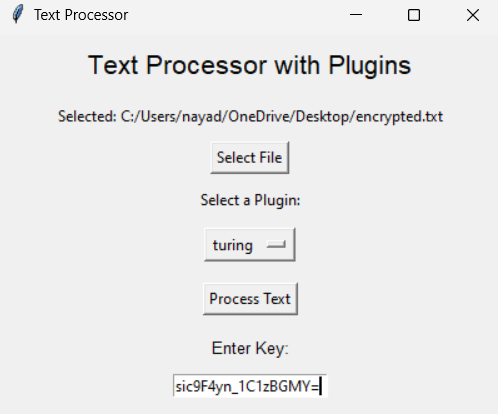 Text Processor
Text Processor with Plugins
Selected: C:/Users/nayad/OneDrive/Desktop/encrypted.txt
Select File
Select a Plugin:
turing
Process Text
Enter Key:
sic9F4yn_1C1zBGMY=